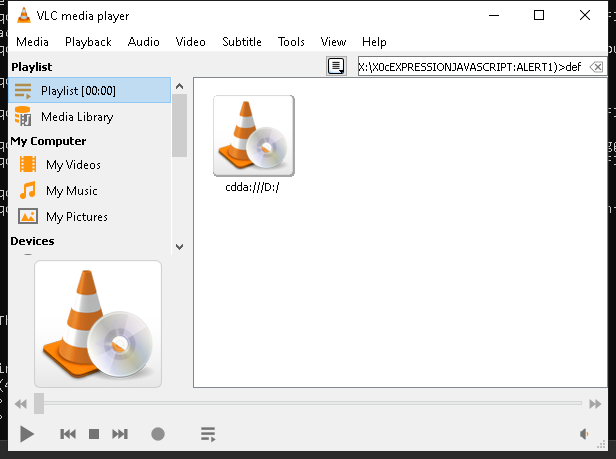 VLC media player
Media Playback Audio Video Subtitle Tools View Help
Playlist
X:\X0cEXPRESSIONJAVASCRIPT:ALERT1)>def
Playlist [00:00]
Media Library
My Computer
My Videos
My Music
My Pictures
Devices
cdda:///D:/